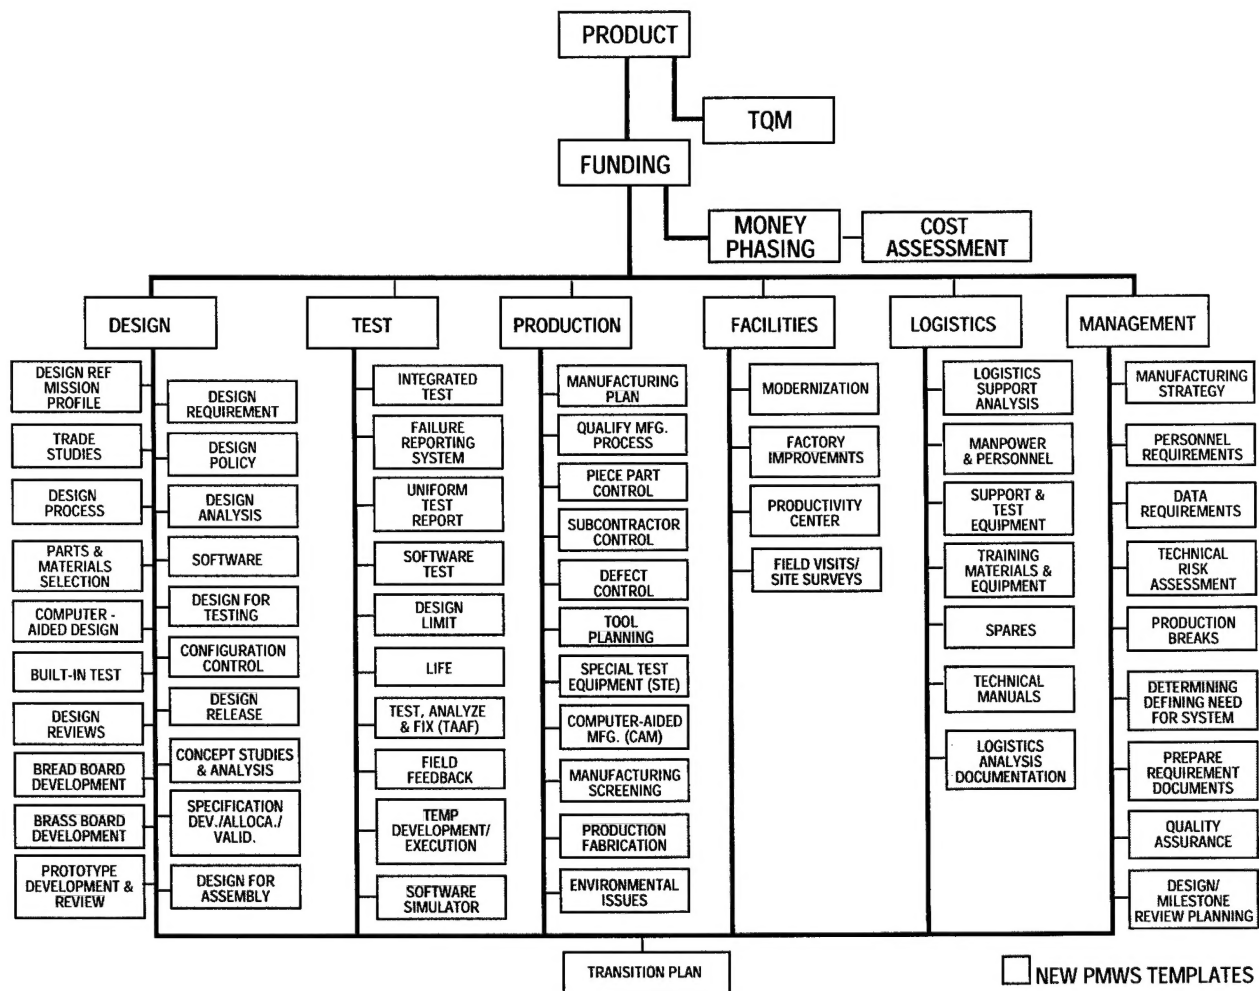 PRODUCT
TQM
FUNDING
MONEY
PHASING
COST
ASSESSMENT
DESIGN
TEST
PRODUCTION
FACILITIES
LOGISTICS
MANAGEMENT
DESIGN REF
MISSION
PROFILE
TRADE
STUDIES
DESIGN
PROCESS
PARTS &
MATERIALS
SELECTION
COMPUTER -
AIDED DESIGN
BUILT-IN TEST
DESIGN
REVIEWS
BREAD BOARD
DEVELOPMENT
BRASS BOARD
DEVELOPMENT
PROTOTYPE
DEVELOPMENT &
REVIEW
DESIGN
REQUIREMENT
DESIGN
POLICY
DESIGN
ANALYSIS
SOFTWARE
DESIGN FOR
TESTING
CONFIGURATION
CONTROL
DESIGN
RELEASE
CONCEPT STUDIES
& ANALYSIS
SPECIFICATION
DEV./ALLOCA./
VALID.
DESIGN FOR
ASSEMBLY
INTEGRATED
TEST
FAILURE
REPORTING
SYSTEM
UNIFORM
TEST
REPORT
SOFTWARE
TEST
DESIGN
LIMIT
LIFE
TEST, ANALYZE
& FIX (TAAF)
FIELD
FEEDBACK
TEMP
DEVELOPMENT/
EXECUTION
SOFTWARE
SIMULATOR
MANUFACTURING
PLAN
QUALIFY MFG.
PROCESS
PIECE PART
CONTROL
SUBCONTRACTOR
CONTROL
DEFECT
CONTROL
TOOL
PLANNING
SPECIAL TEST
EQUIPMENT (STE)
COMPUTER-AIDED
MFG. (CAM)
MANUFACTURING
SCREENING
PRODUCTION
FABRICATION
ENVIRONMENTAL
ISSUES
MODERNIZATION
FACTORY
IMPROVEMNTS
PRODUCTIVITY
CENTER
FIELD VISITS/
SITE SURVEYS
LOGISTICS
SUPPORT
ANALYSIS
MANPOWER
& PERSONNEL
SUPPORT &
TEST
EQUIPMENT
TRAINING
MATERIALS &
EQUIPMENT
SPARES
TECHNICAL
MANUALS
LOGISTICS
ANALYSIS
DOCUMENTATION
MANUFACTURING
STRATEGY
PERSONNEL
REQUIREMENTS
DATA
REQUIREMENTS
TECHNICAL
RISK
ASSESSMENT
PRODUCTION
BREAKS
DETERMINING
DEFINING NEED
FOR SYSTEM
PREPARE
REQUIREMENT
DOCUMENTS
QUALITY
ASSURANCE
DESIGN/
MILESTONE
REVIEW PLANNING
TRANSITION PLAN
NEW PMWS TEMPLATES